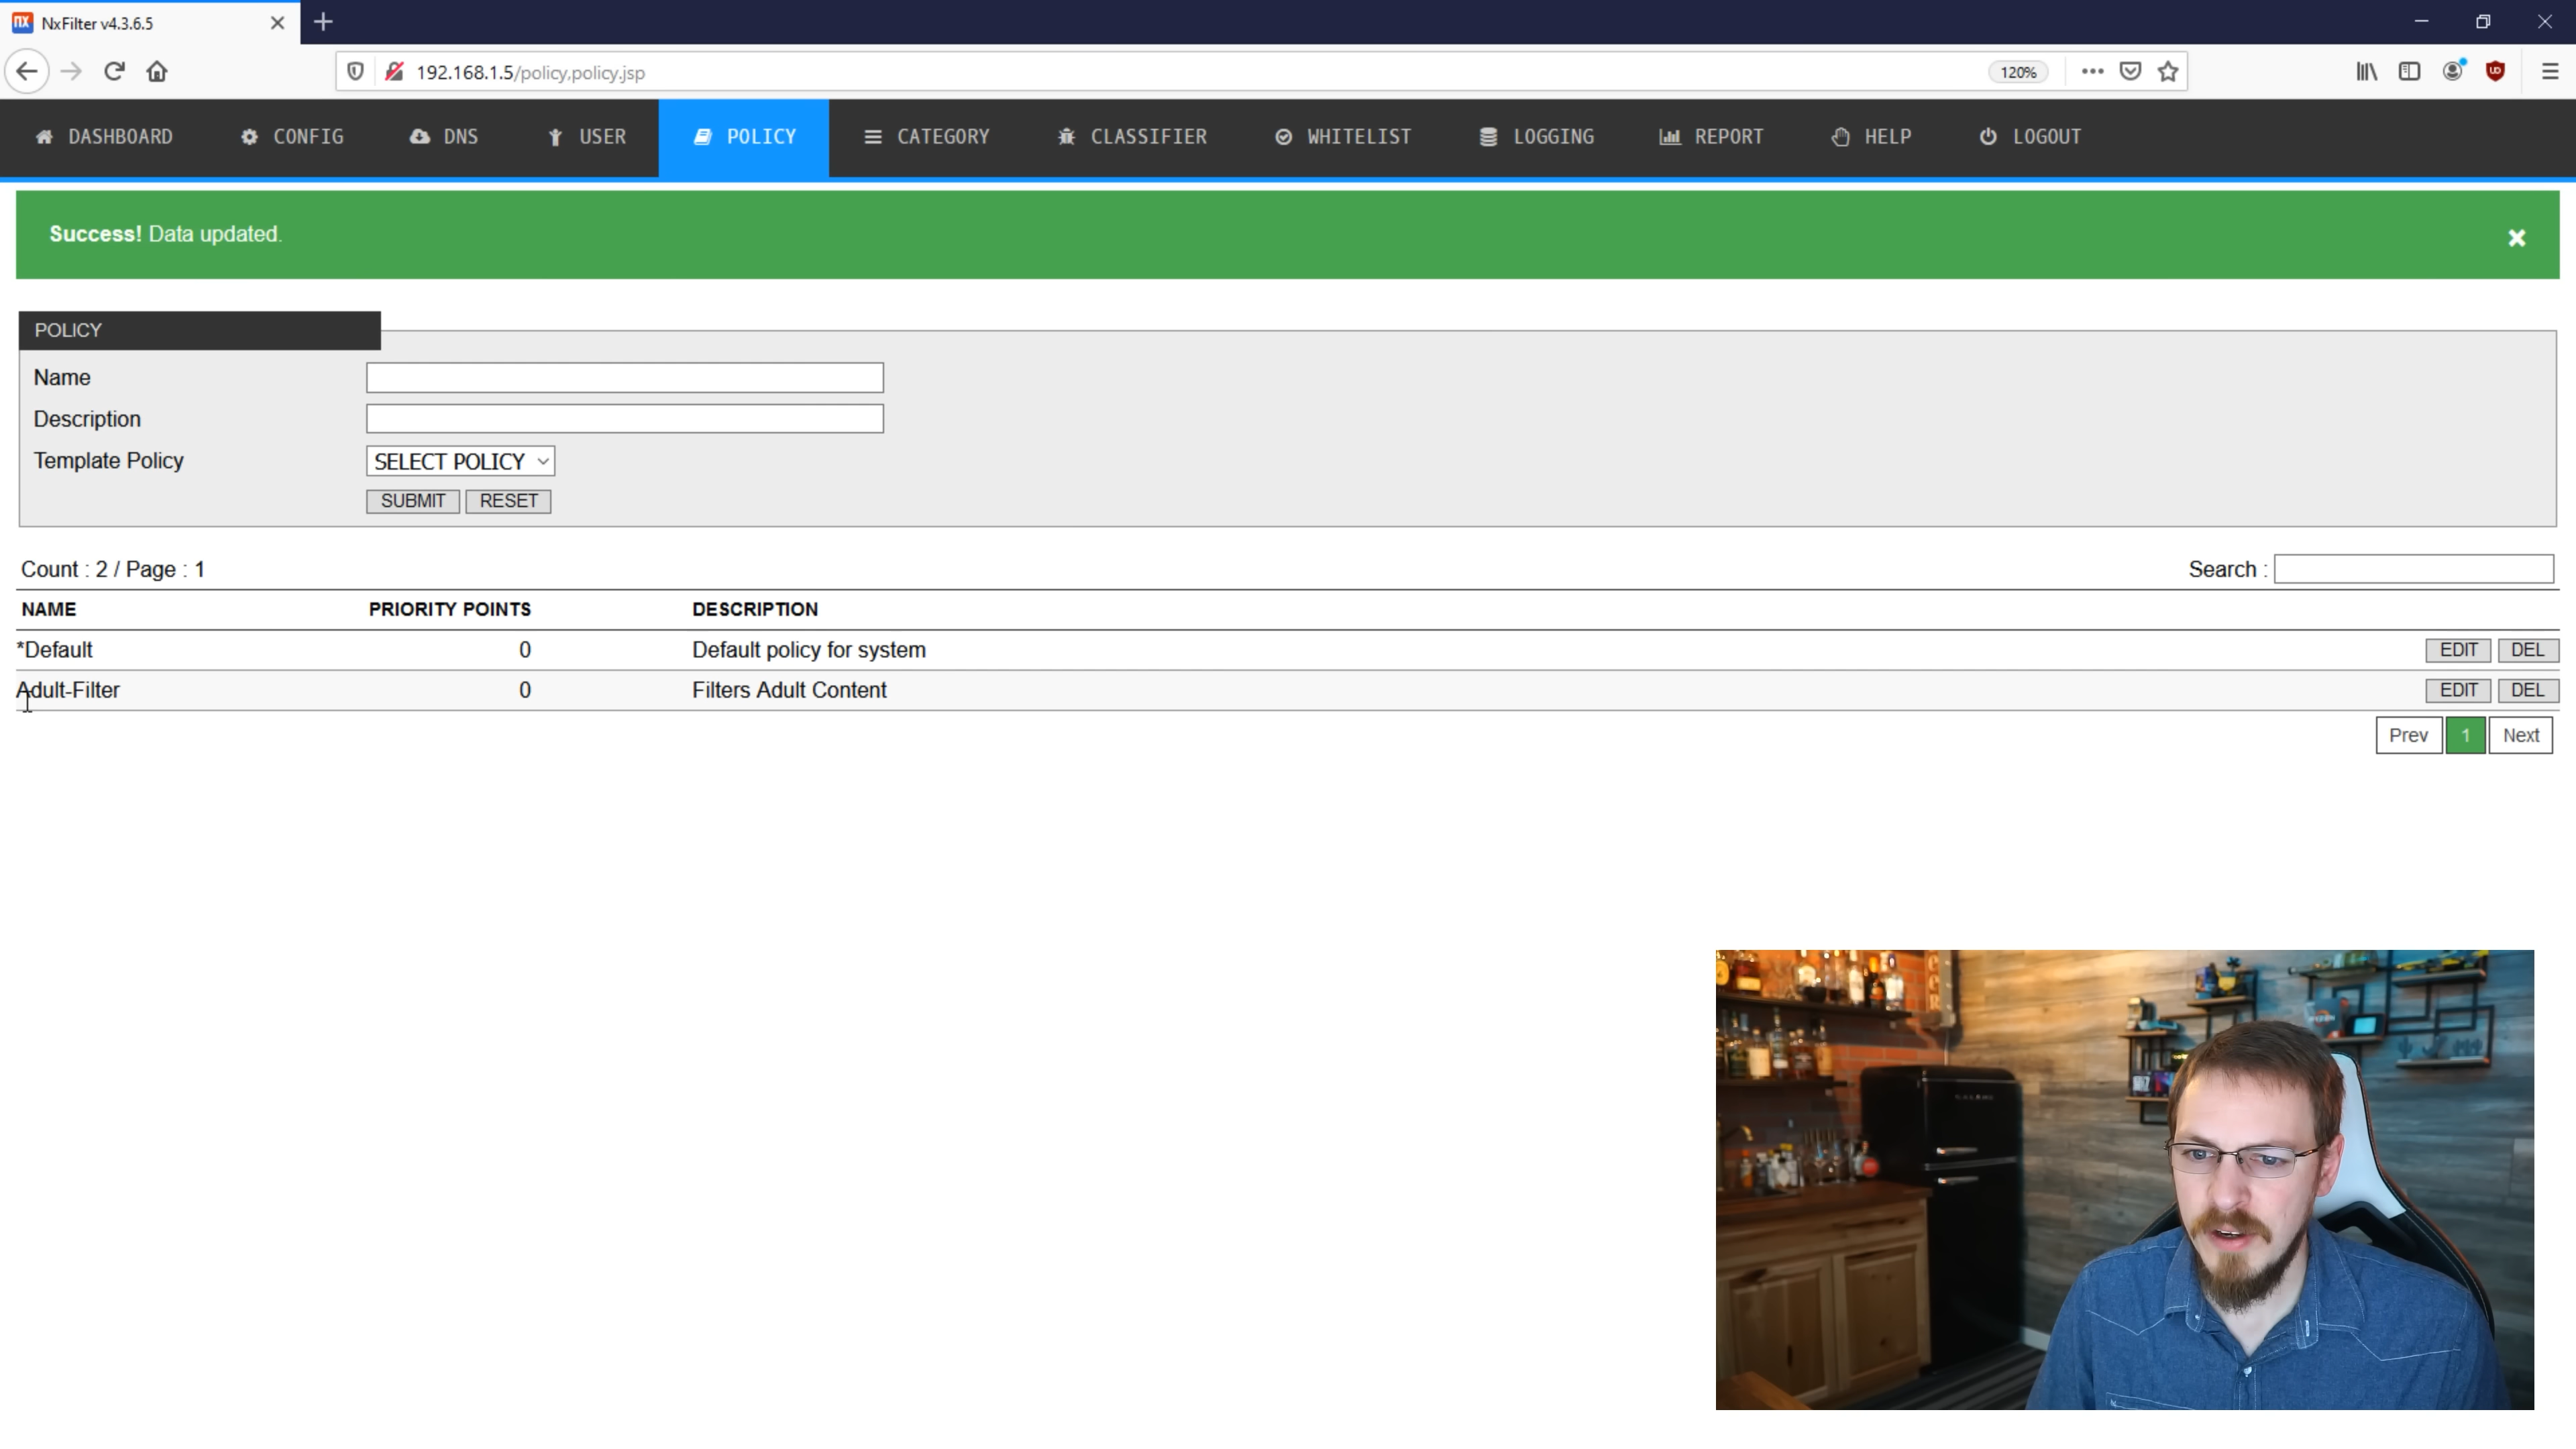 NxFilter v4.3.6.5
192.168.1.5/policy,policy.jsp
120%
DASHBOARD CONFIG DNS USER POLICY CATEGORY CLASSIFIER WHITELIST LOGGING REPORT HELP LOGOUT
Success! Data updated.
POLICY
Name
Description
Template Policy SELECT POLICY
SUBMIT RESET
Count : 2 / Page : 1 Search :
NAME PRIORITY POINTS DESCRIPTION
*Default 0 Default policy for system EDIT DEL
Adult-Filter 0 Filters Adult Content EDIT DEL
Prev 1 Next